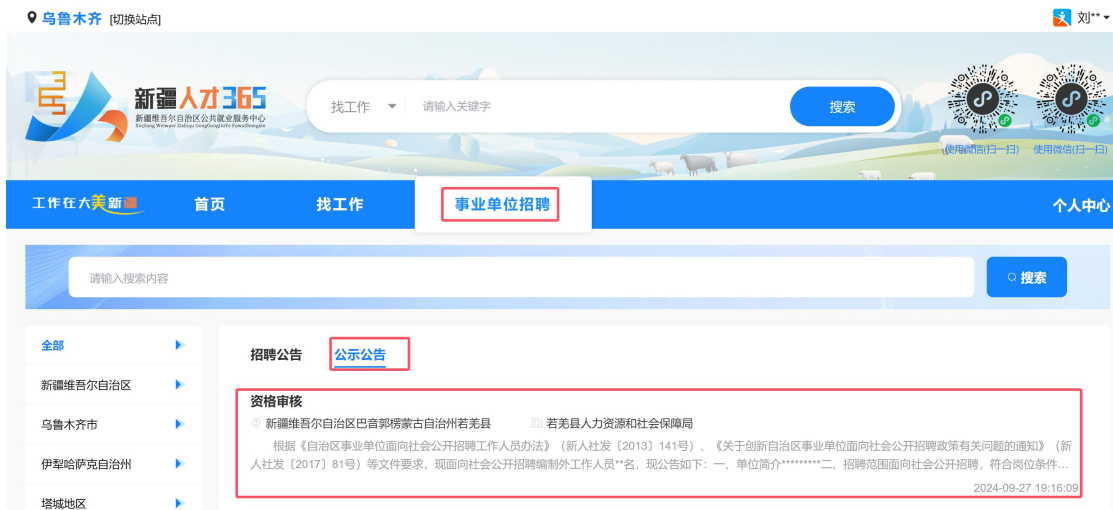 乌鲁木齐 [切换站点]
刘**
新疆人才365
新疆维吾尔自治区公共就业服务中心
找工作
请输入关键字
搜索
使用微信(扫一扫)
使用微信(扫一扫)
工作在大美新疆
首页
找工作
事业单位招聘
个人中心
请输入搜索内容
搜索
全部
新疆维吾尔自治区
乌鲁木齐市
伊犁哈萨克自治州
塔城地区
招聘公告
公示公告
资格审核
新疆维吾尔自治区巴音郭楞蒙古自治州若羌县
若羌县人力资源和社会保障局
根据《自治区事业单位面向社会公开招聘工作人员办法》（新人社发〔2013〕141号）、《关于创新自治区事业单位面向社会公开招聘政策有关问题的通知》（新
人社发〔2017〕81号）等文件要求，现面向社会公开招聘编制外工作人员**名，现公告如下：一、单位简介*********二、招聘范围面向社会公开招聘，符合岗位条件...
2024-09-27 19:16:09